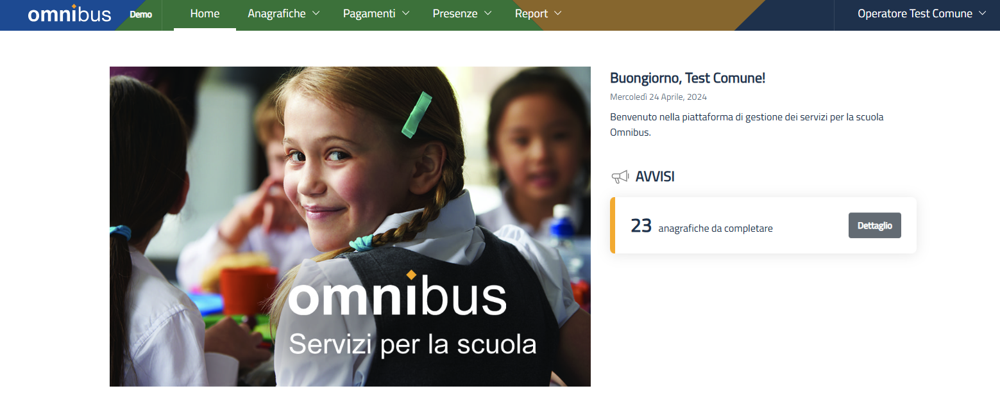 omnibus Demo Home Anagrafiche Pagamenti Presenze Report Operatore Test Comune
Buongiorno, Test Comune!
Mercoledì 24 Aprile, 2024
Benvenuto nella piattaforma di gestione dei servizi per la scuola
Omnibus.
AVVISI
23 anagrafiche da completare Dettaglio
omnibus
Servizi per la scuola